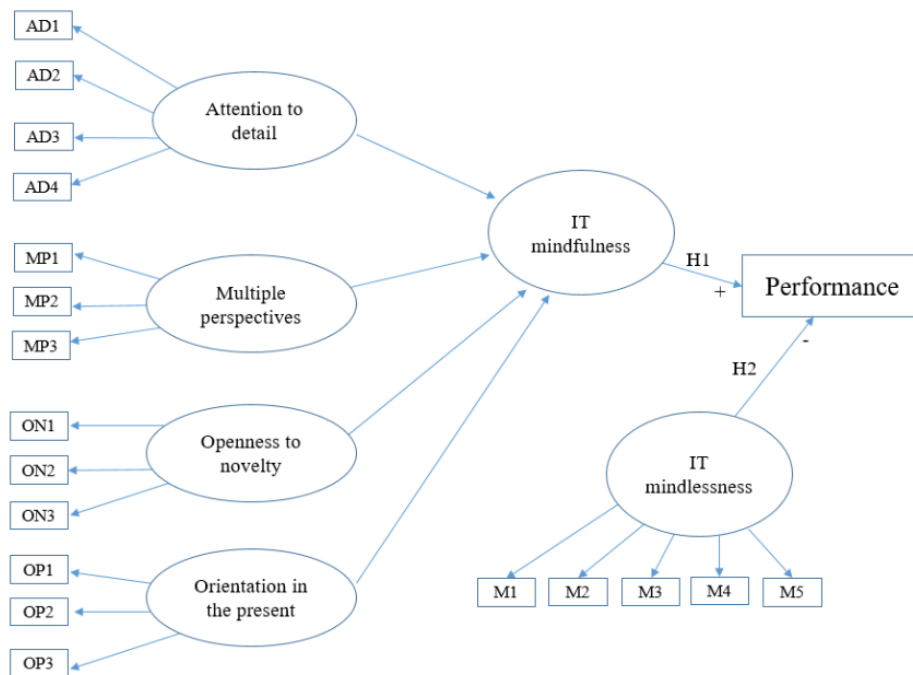 AD1
AD2
AD3
AD4
Attention to
detail
MP1
MP2
MP3
Multiple
perspectives
ON1
ON2
ON3
Openness to
novelty
OP1
OP2
OP3
Orientation in
the present
IT
mindfulness
H1
+
Performance
-
H2
IT
mindlessness
M1
M2
M3
M4
M5